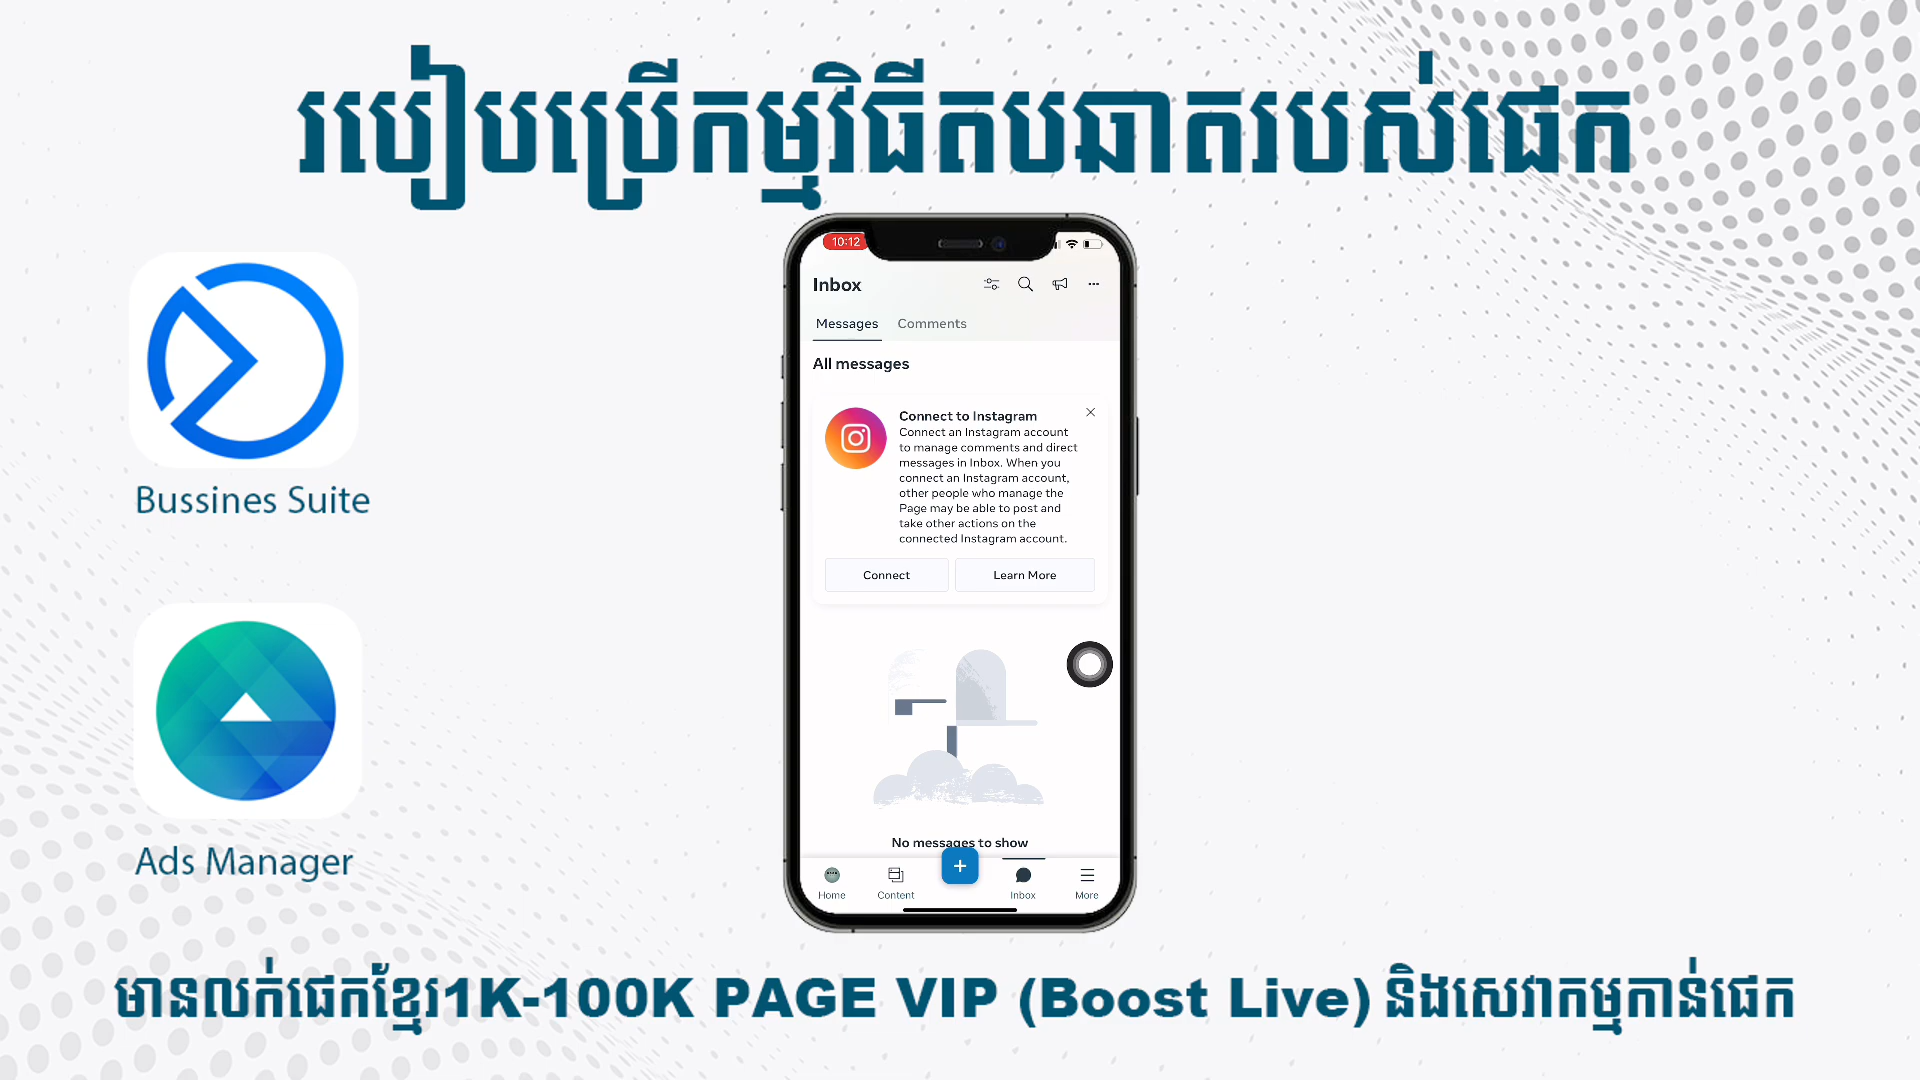 របៀបប្រើកម្មវិធីតបឆាតរបស់ផេក
10:12
Inbox
Messages Comments
All messages
Connect to Instagram
Connect an Instagram account
to manage comments and direct
messages in Inbox. When you
connect an Instagram account,
other people who manage the
Page may be able to post and
take other actions on the
connected Instagram account.
Connect Learn More
No messages to show
Home Content Inbox More
Bussines Suite
Ads Manager
មានលក់ផេកខ្មែរ1K-100K PAGE VIP (Boost Live) និងសេវាកម្មកាន់ផេក